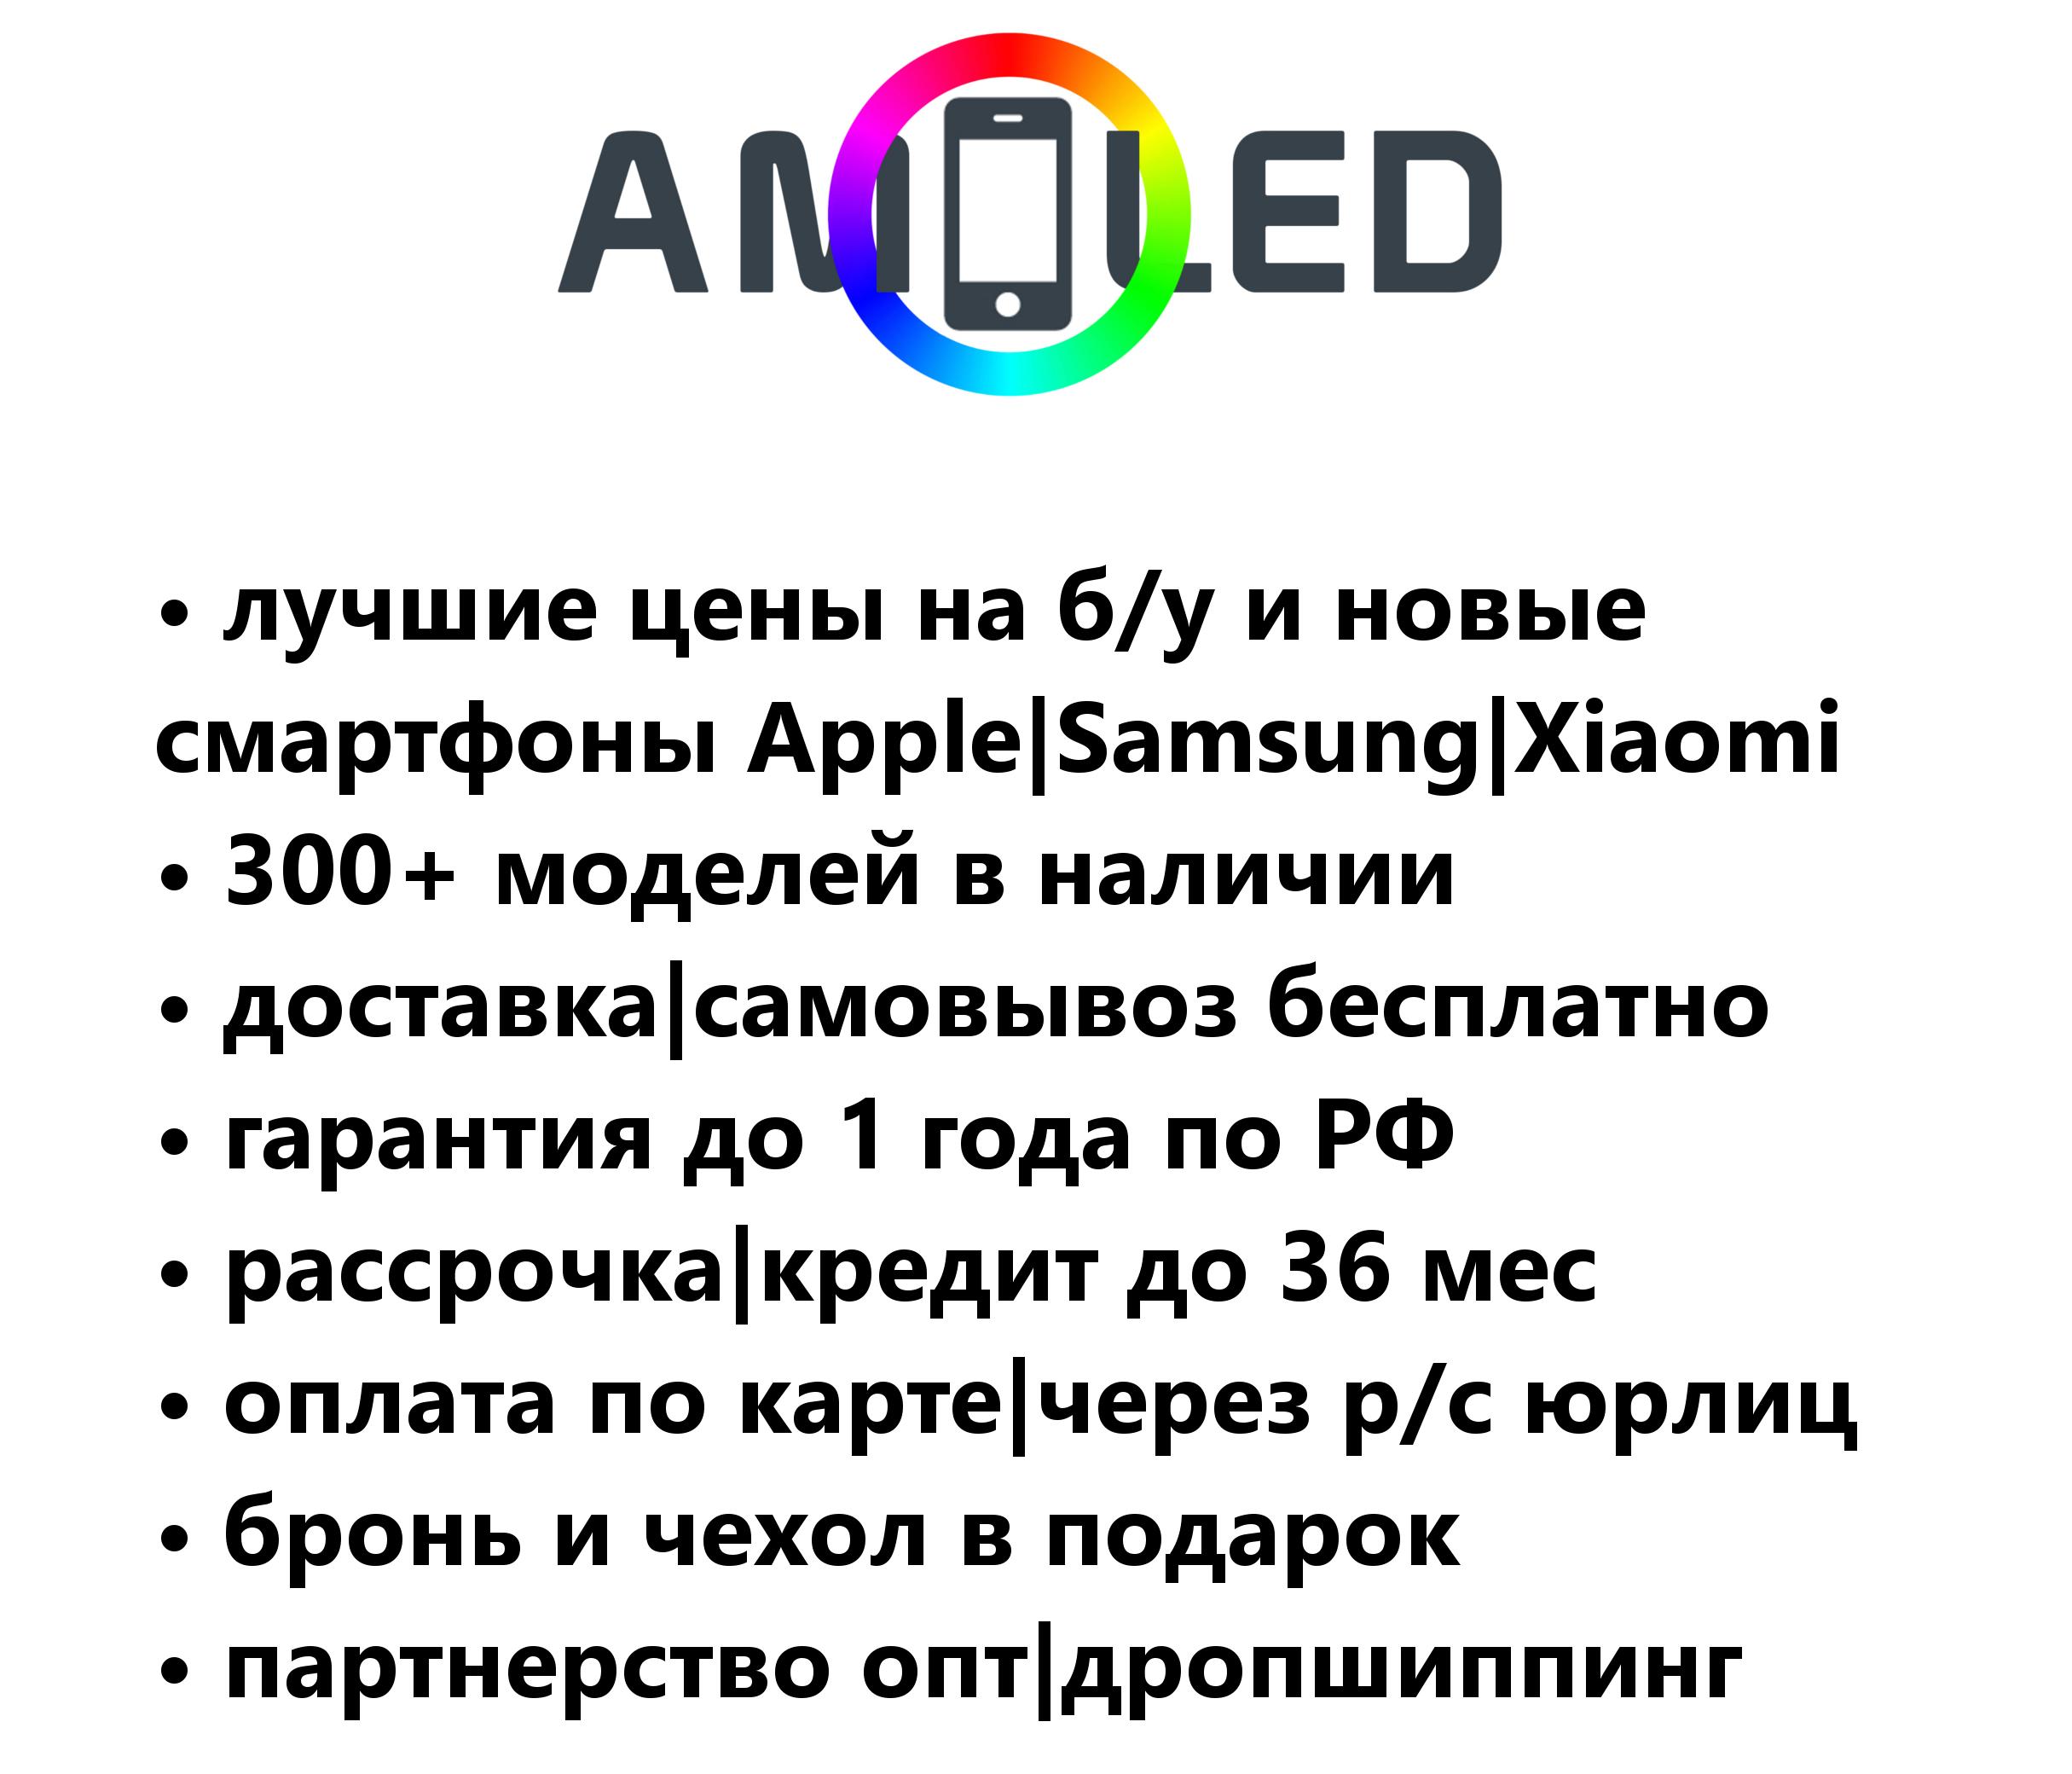 AMOLED
• лучшие цены на б/у и новые
смартфоны Apple|Samsung|Xiaomi
• 300+ моделей в наличии
• доставка|самовывоз бесплатно
• гарантия до 1 года по РФ
• рассрочка|кредит до 36 мес
• оплата по карте|через р/с юрлиц
• бронь и чехол в подарок
• партнерство опт|дропшиппинг